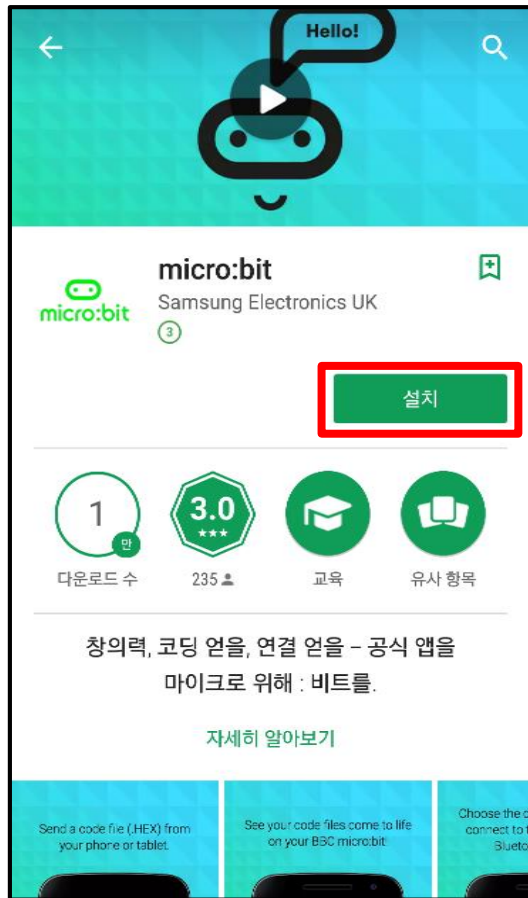 Hello!
micro:bit
Samsung Electronics UK
3
micro:bit
설치
1
만
3.0
다운로드 수
235
교육
유사 항목
창의력, 코딩 얻을, 연결 얻을 – 공식 앱을
마이크로 위해 : 비트를.
자세히 알아보기
Send a code file (.HEX) from
your phone or tablet.
See your code files come to life
on your BBC micro:bit!
Choose the
connect to